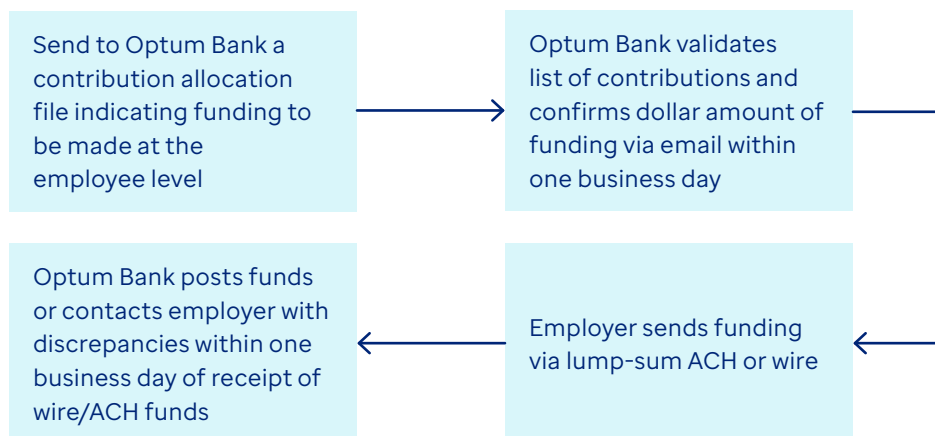 Send to Optum Bank a
contribution allocation
file indicating funding to
be made at the
employee level
Optum Bank validates
list of contributions and
confirms dollar amount of
funding via email within
one business day
Employer sends funding
via lump-sum ACH or wire
Optum Bank posts funds
or contacts employer with
discrepancies within one
business day of receipt of
wire/ACH funds